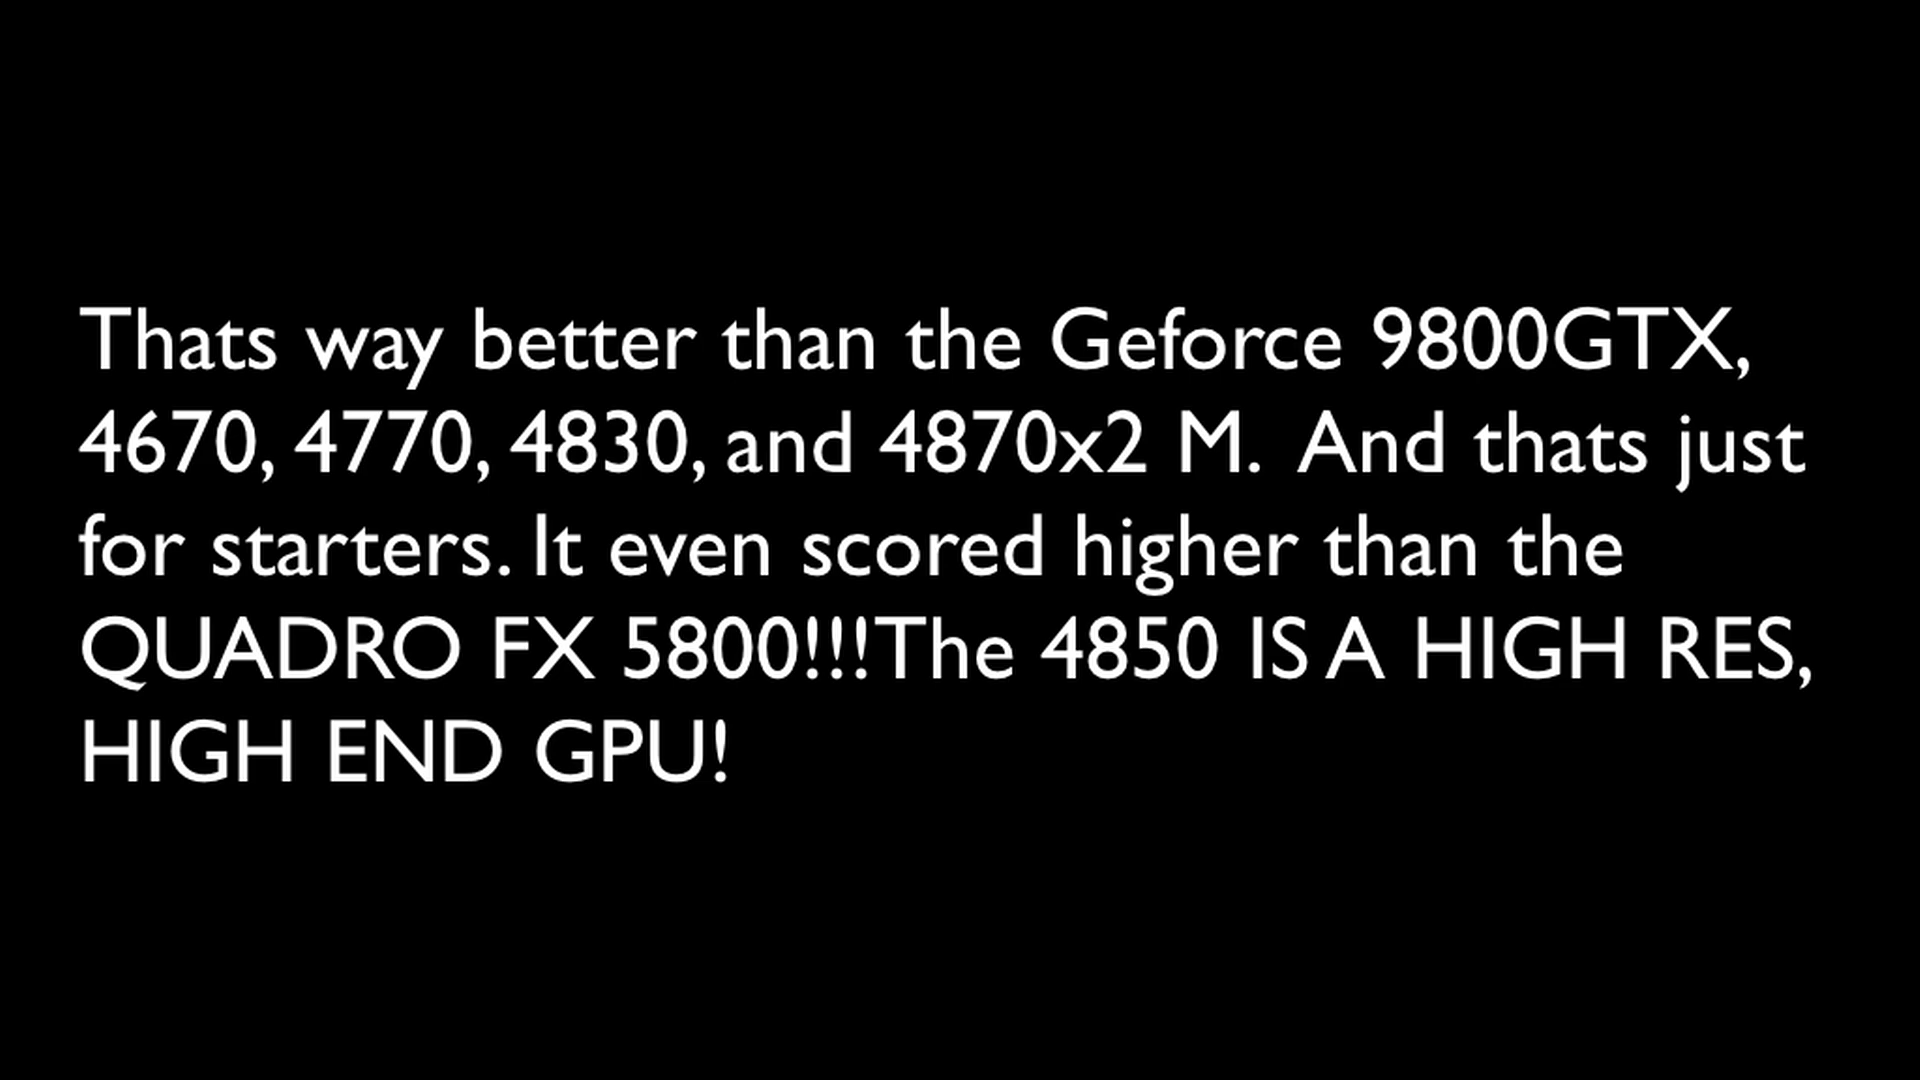 Thats way better than the Geforce 9800GTX,
4670, 4770, 4830, and 4870x2 M.  And thats just
for starters. It even scored higher than the
QUADRO FX 5800!!!The 4850 IS A HIGH RES,
HIGH END GPU!